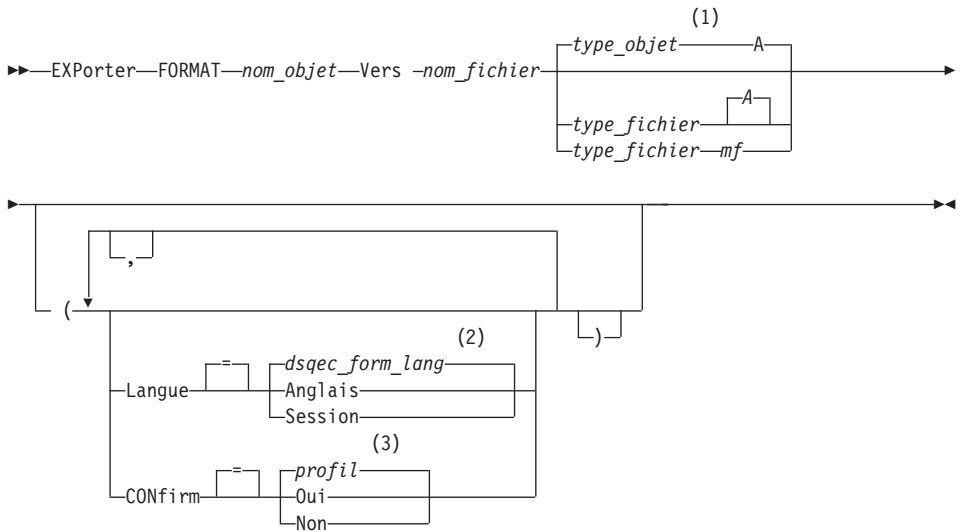 (1)
type_objet A
EXPorter FORMAT nom_objet Vers nom_fichier
A
type_fichier
type_fichier mf
,
(
)
(2)
dsqec_form_lang
Langue = Anglais
Session
(3)
profil
CONfirm = Oui
Non